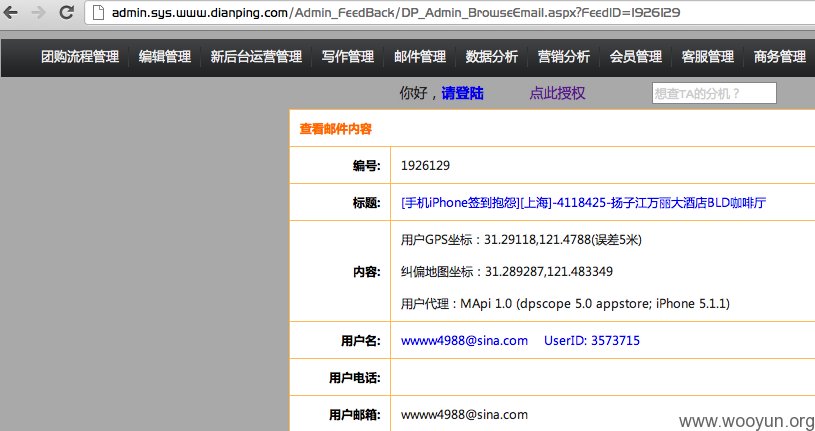 admin.sys.www.dianping.com/Admin_FeedBack/DP_Admin_BrowseEmail.aspx?FeedID=1926129
团购流程管理 编辑管理 新后台运营管理 写作管理 邮件管理 数据分析 营销分析 会员管理 客服管理 商务管理
你好，请登陆 点此授权 想查TA的分机？
查看邮件内容
编号: 1926129
标题: [手机iPhone签到抱怨][上海]-4118425-扬子江万丽大酒店BLD咖啡厅
用户GPS坐标：31.29118,121.4788(误差5米)
内容: 纠偏地图坐标：31.289287,121.483349
用户代理：MApi 1.0 (dpscope 5.0 appstore; iPhone 5.1.1)
用户名: wwww4988@sina.com UserID: 3573715
用户电话:
用户邮箱: wwww4988@sina.com
www.wooyun.org